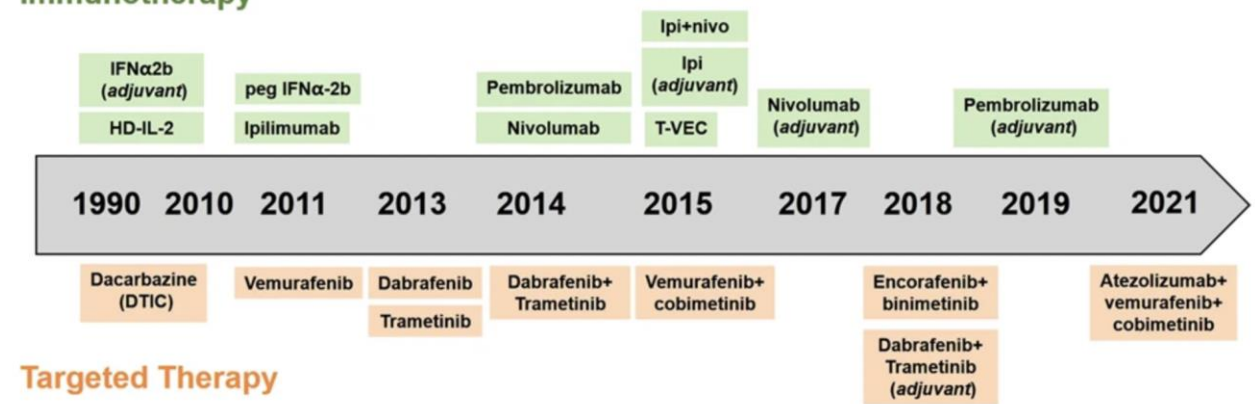 Immunotherapy
IFNα2b
(adjuvant)
HD-IL-2
peg IFNα-2b
Ipilimumab
Pembrolizumab
Nivolumab
Ipi+nivo
Ipi
(adjuvant)
T-VEC
Nivolumab
(adjuvant)
Pembrolizumab
(adjuvant)
1990 2010 2011 2013 2014 2015 2017 2018 2019 2021
Dacarbazine
(DTIC)
Vemurafenib
Dabrafenib
Trametinib
Dabrafenib+
Trametinib
Vemurafenib+
cobimetinib
Encorafenib+
binimetinib
Dabrafenib+
Trametinib
(adjuvant)
Atezolizumab+
vemurafenib+
cobimetinib
Targeted Therapy